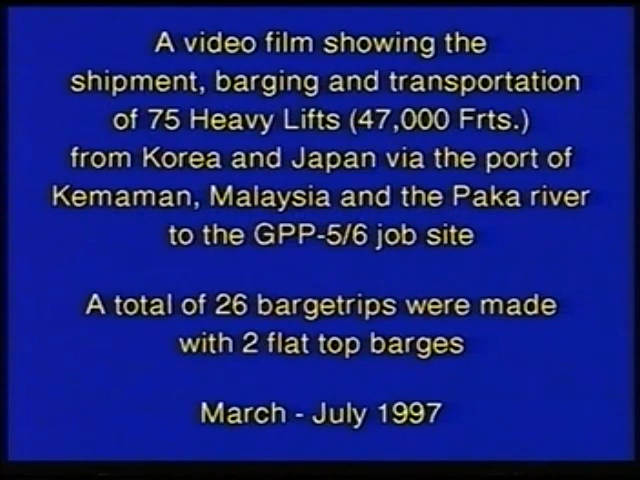 A video film showing the
shipment, barging and transportation
of 75 Heavy Lifts (47,000 Frts.)
from Korea and Japan via the port of
Kemaman, Malaysia and the Paka river
to the GPP-5/6 job site
A total of 26 bargetrips were made
with 2 flat top barges
March - July 1997